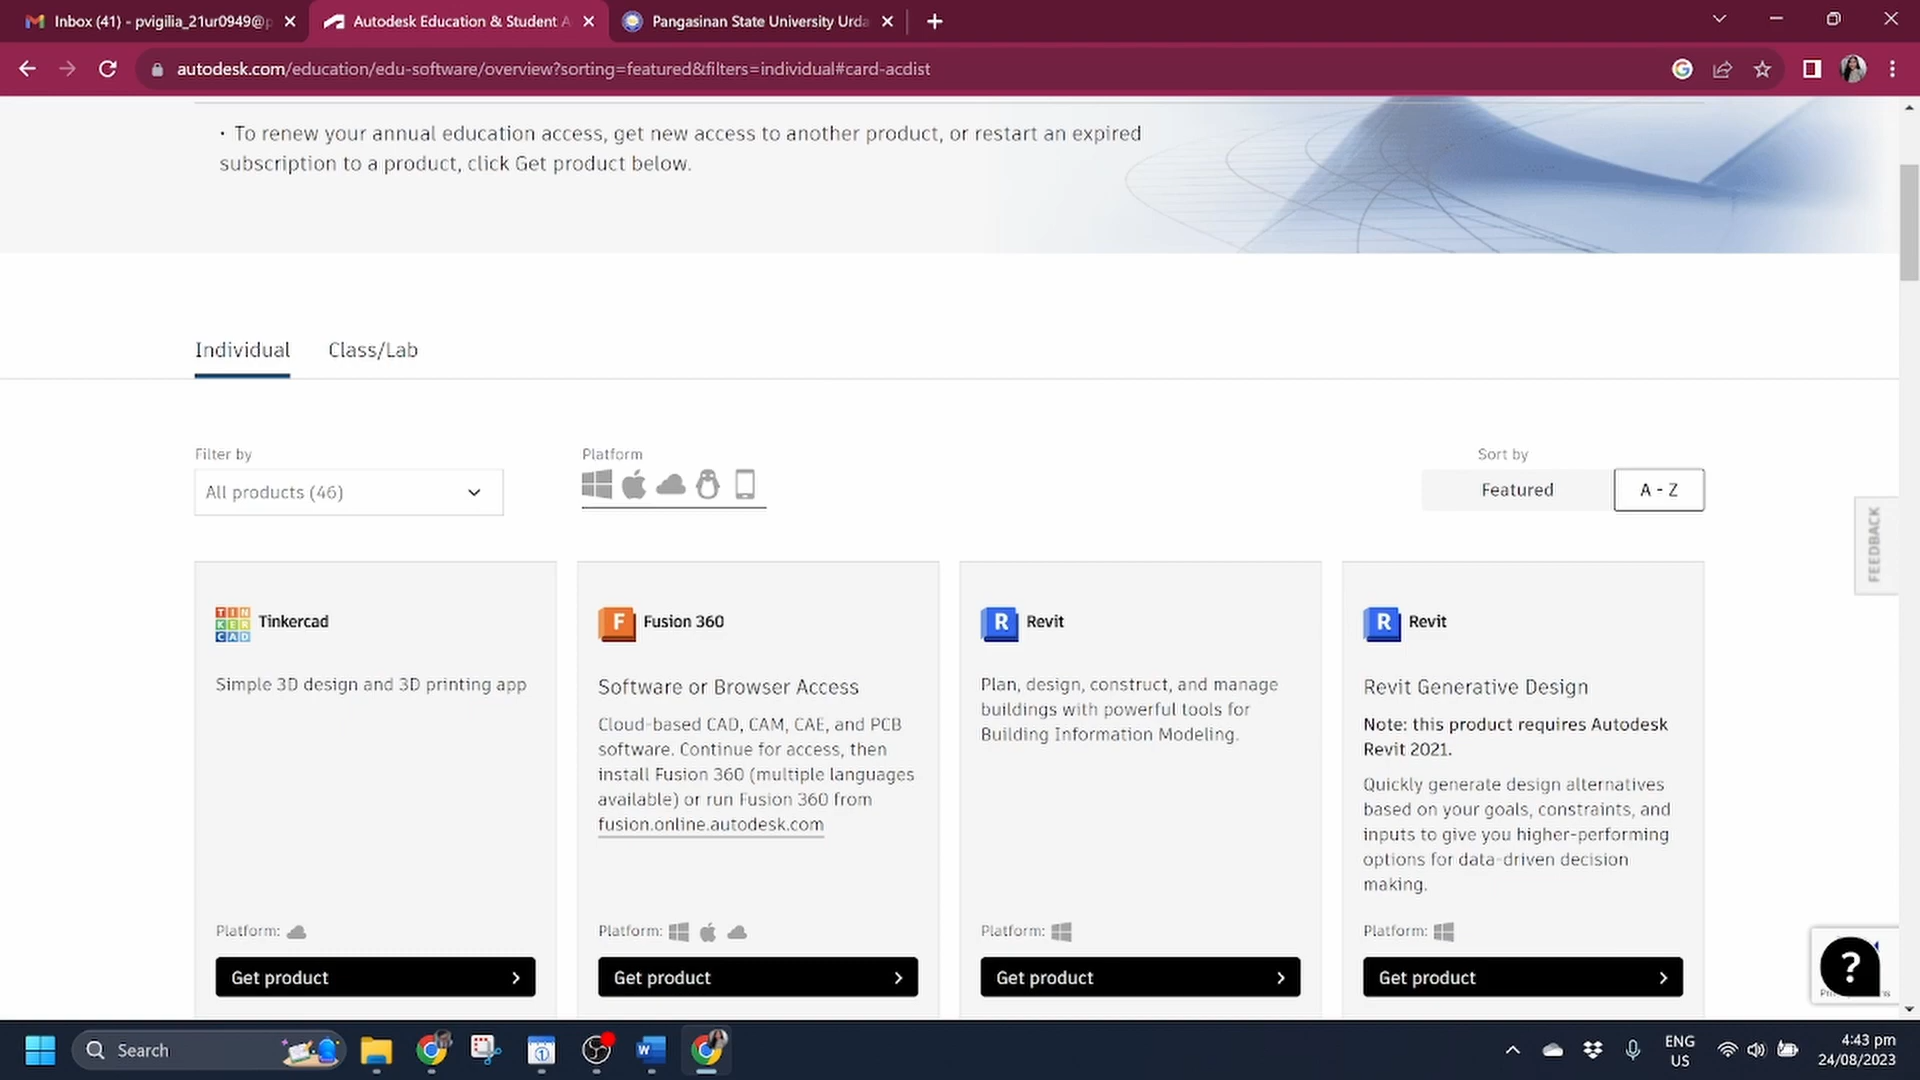 Inbox (41) - pvigilia_21ur0949@p
Autodesk Education & Student A
Pangasinan State University Urda
autodesk.com/education/edu-software/overview?sorting=featured&filters=individual#card-acdist
• To renew your annual education access, get new access to another product, or restart an expired
subscription to a product, click Get product below.
Individual
Class/Lab
Filter by
All products (46)
Platform
Sort by
Featured
A - Z
FEEDBACK
TIN
KER
CAD
Tinkercad
Simple 3D design and 3D printing app
Platform:
Get product
F
Fusion 360
Software or Browser Access
Cloud-based CAD, CAM, CAE, and PCB
software. Continue for access, then
install Fusion 360 (multiple languages
available) or run Fusion 360 from
fusion.online.autodesk.com
Platform:
Get product
R
Revit
Plan, design, construct, and manage
buildings with powerful tools for
Building Information Modeling.
Platform:
Get product
R
Revit
Revit Generative Design
Note: this product requires Autodesk
Revit 2021.
Quickly generate design alternatives
based on your goals, constraints, and
inputs to give you higher-performing
options for data-driven decision
making.
Platform:
Get product
?
Search
ENG
US
4:43 pm
24/08/2023